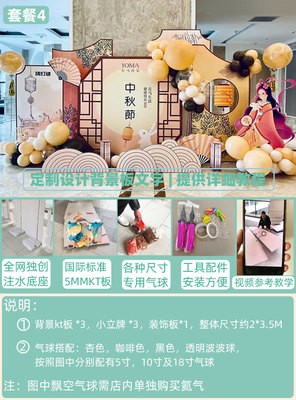 套餐4
YOMA
中秋節
定制设计背景板文字 | 提供详细教程
全网独创
注水底座
国际标准
5MMKT板
各种尺寸
专用气球
工具配件
安装方便
视频参考教学
说明：
① 背景kt板 *3，小立牌 *3，装饰板*1，整体尺寸约2*3.5M
② 气球搭配：杏色，咖啡色，黑色，透明波波球，
按照图中分别配有5寸，10寸及18寸气球
注：图中飘空气球需店内单独购买氦气